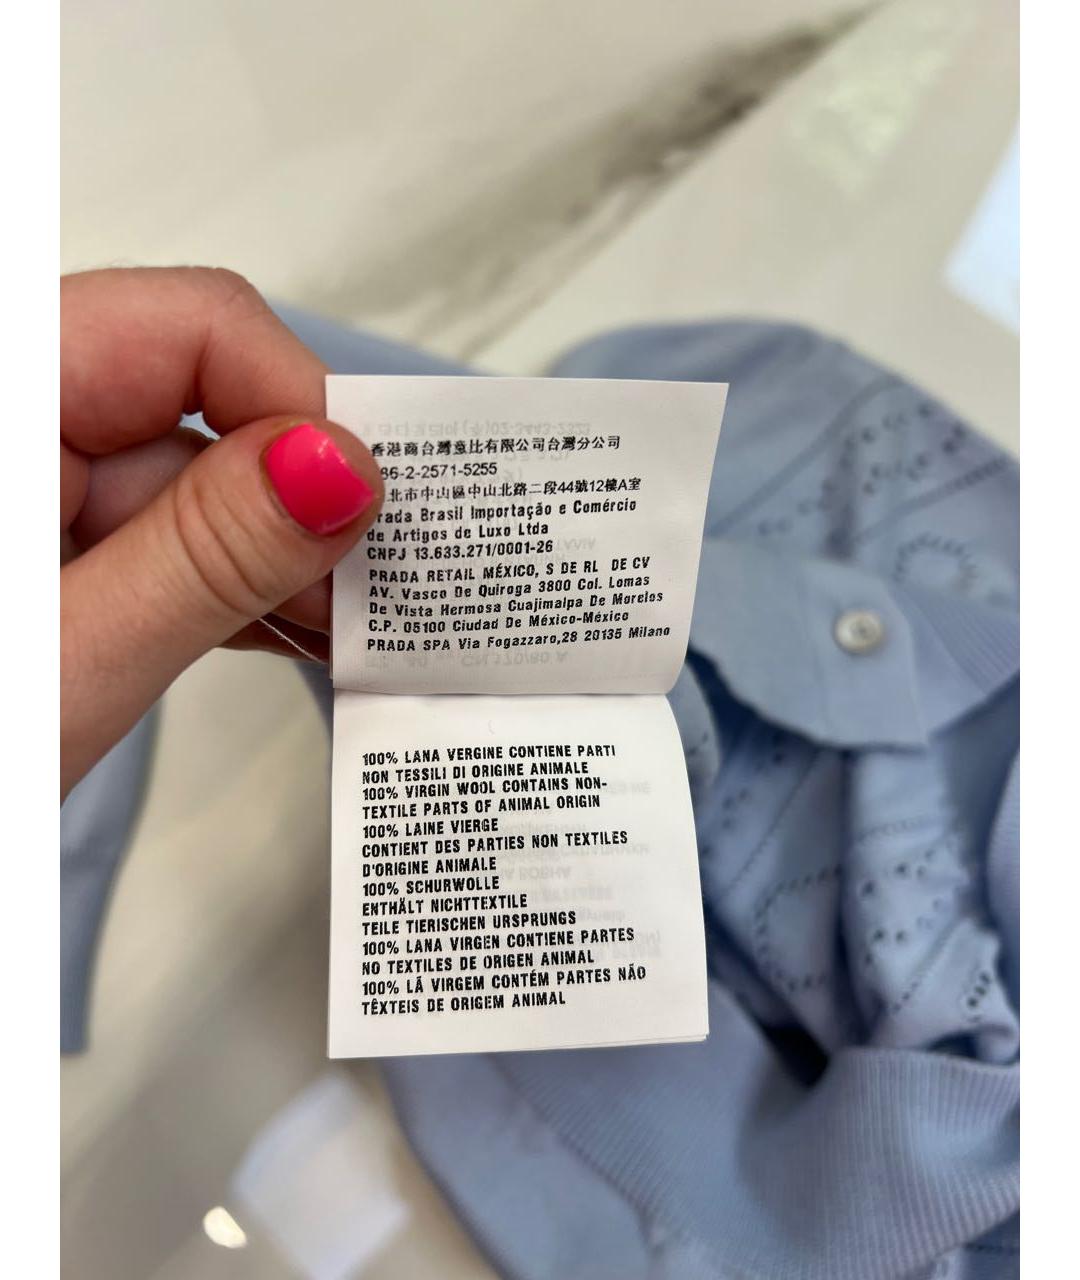 香港商台灣意比有限公司台灣分公司
86-2-2571-5255
北市中山區中山北路二段44號12樓A室
rada Brasil Importação e Comércio
de Artigos de Luxo Ltda
CNPJ 13.633.271/0001-26
PRADA RETAIL MÉXICO, S DE RL DE CV
AV. Vasco De Quiroga 3800 Col. Lomas
De Vista Hermosa Cuajimalpa De Morelos
C.P. 05100 Ciudad De México-México
PRADA SPA Via Fogazzaro,28 20135 Milano
100% LANA VERGINE CONTIENE PARTI
NON TESSILI DI ORIGINE ANIMALE
100% VIRGIN WOOL CONTAINS NON-
TEXTILE PARTS OF ANIMAL ORIGIN
100% LAINE VIERGE
CONTIENT DES PARTIES NON TEXTILES
D'ORIGINE ANIMALE
100% SCHURWOLLE
ENTHÄLT NICHTTEXTILE
TEILE TIERISCHEN URSPRUNGS
100% LANA VIRGEN CONTIENE PARTES
NO TEXTILES DE ORIGEN ANIMAL
100% LÃ VIRGEM CONTÉM PARTES NÃO
TÊXTEIS DE ORIGEM ANIMAL